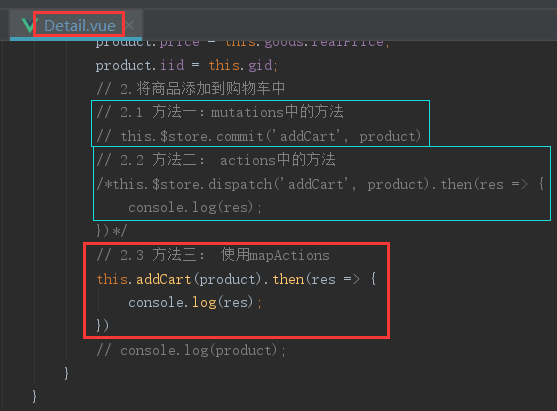 Detail.vue
product.price = this.goods.realPrice;
product.iid = this.gid;
// 2.将商品添加到购物车中
// 2.1 方法一：mutations中的方法
// this.$store.commit('addCart', product)
// 2.2 方法二： actions中的方法
/*this.$store.dispatch('addCart', product).then(res => {
console.log(res);
})*/
// 2.3 方法三： 使用mapActions
this.addCart(product).then(res => {
console.log(res);
})
// console.log(product);
}
}